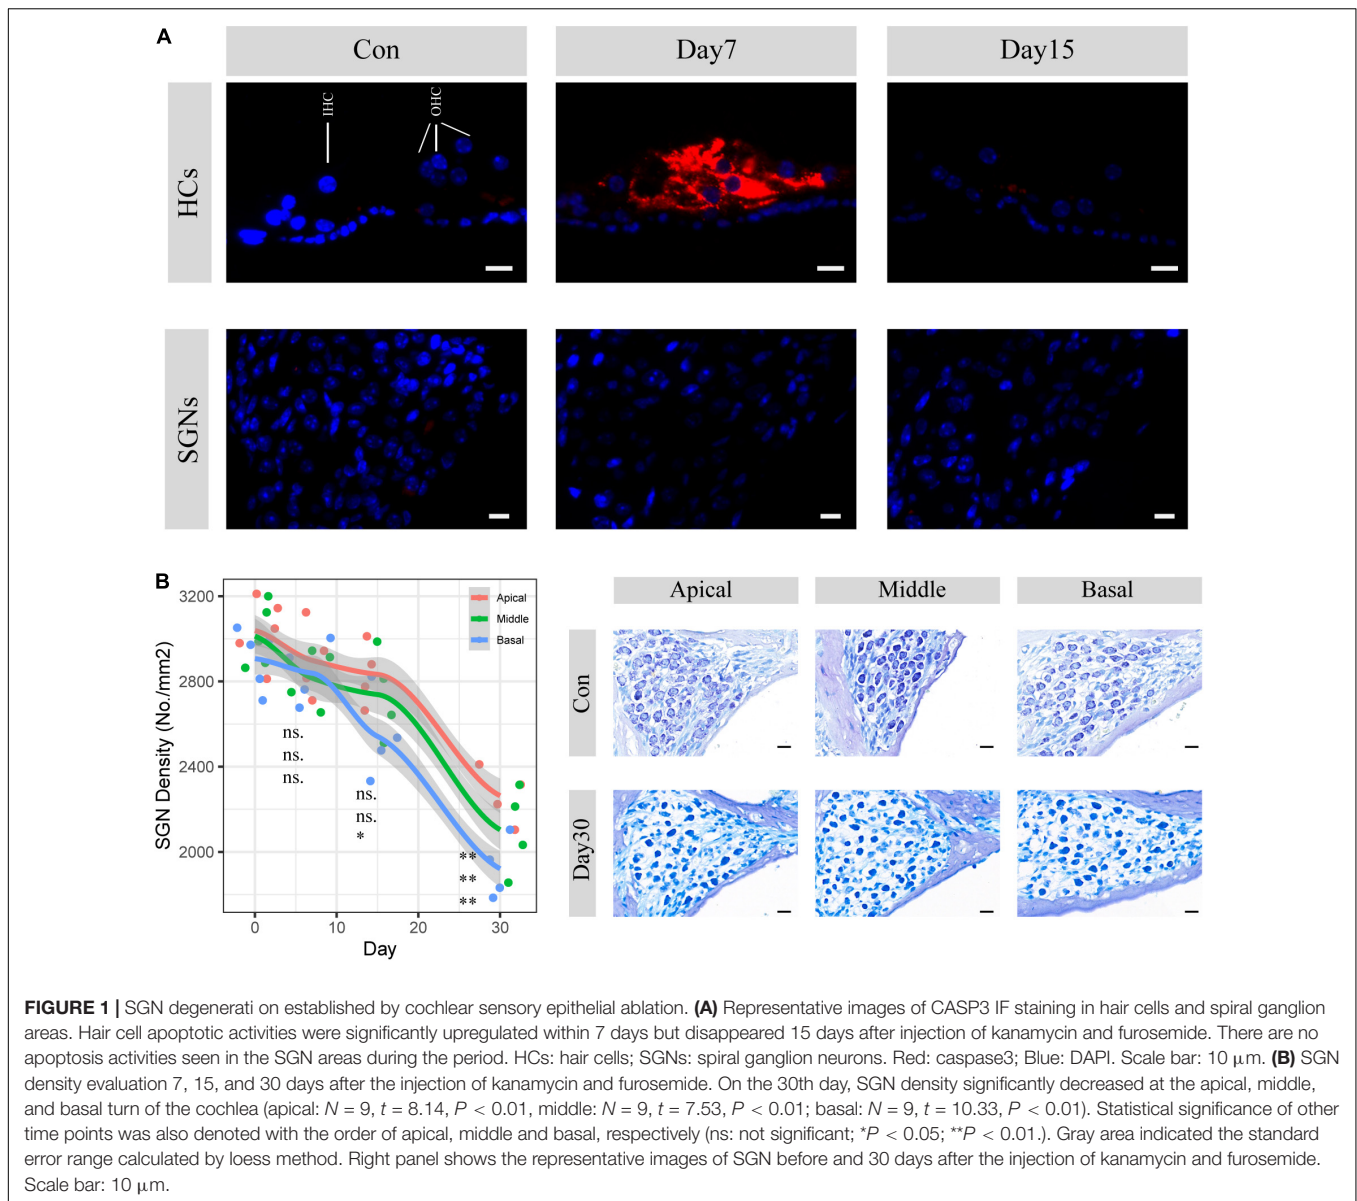 A
Con
Day7
Day15
HCs
IHC
OHC
SGNs
B
SGN Density (No./mm2)
3200
2800
2400
2000
Apical
Middle
Basal
ns.
ns.
ns.
ns.
ns.
*
**
**
**
0
10
20
30
Day
Apical
Middle
Basal
Con
Day30
FIGURE 1 | SGN degenerati on established by cochlear sensory epithelial ablation. (A) Representative images of CASP3 IF staining in hair cells and spiral ganglion
areas. Hair cell apoptotic activities were significantly upregulated within 7 days but disappeared 15 days after injection of kanamycin and furosemide. There are no
apoptosis activities seen in the SGN areas during the period. HCs: hair cells; SGNs: spiral ganglion neurons. Red: caspase3; Blue: DAPI. Scale bar: 10 μm. (B) SGN
density evaluation 7, 15, and 30 days after the injection of kanamycin and furosemide. On the 30th day, SGN density significantly decreased at the apical, middle,
and basal turn of the cochlea (apical: N = 9, t = 8.14, P < 0.01, middle: N = 9, t = 7.53, P < 0.01; basal: N = 9, t = 10.33, P < 0.01). Statistical significance of other
time points was also denoted with the order of apical, middle and basal, respectively (ns: not significant; *P < 0.05; **P < 0.01.). Gray area indicated the standard
error range calculated by loess method. Right panel shows the representative images of SGN before and 30 days after the injection of kanamycin and furosemide.
Scale bar: 10 μm.